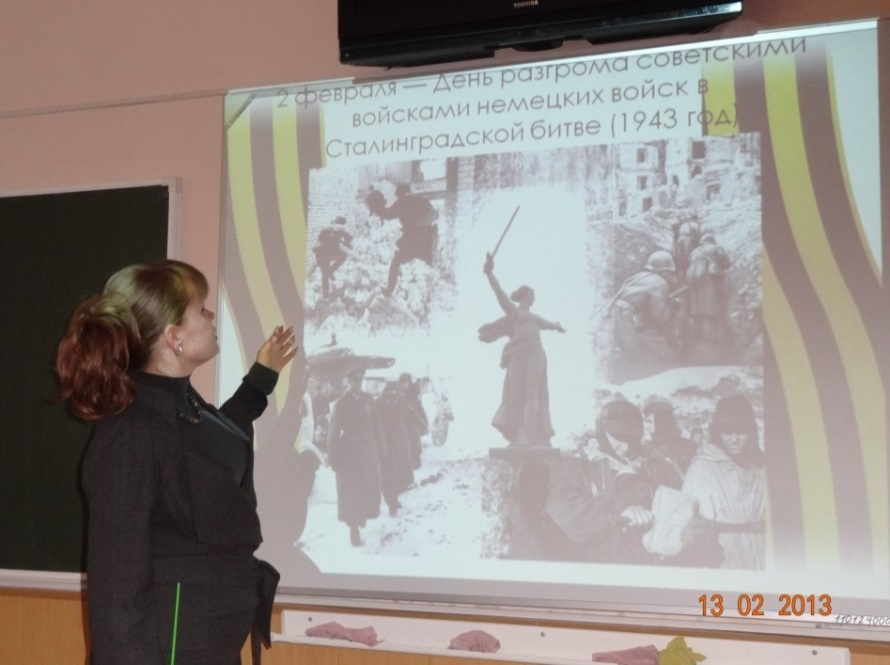 TOSHIBA
2 февраля — День разгрома советскими
войсками немецких войск в
Сталинградской битве (1943 год)
13 02 2013